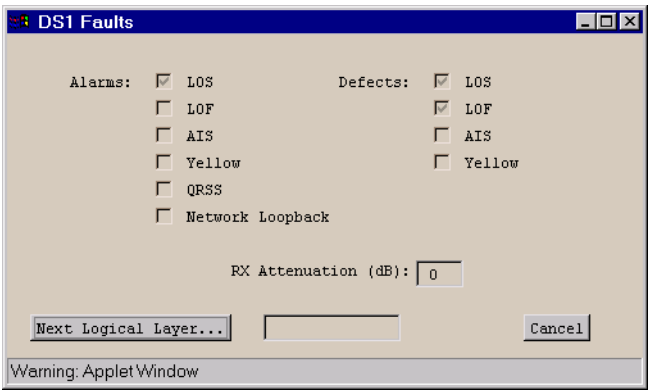 DS1 Faults
Alarms: LOS Defects: LOS
LOF LOF
AIS AIS
Yellow Yellow
QRSS
Network Loopback
RX Attenuation (dB): 0
Next Logical Layer... Cancel
Warning: Applet Window